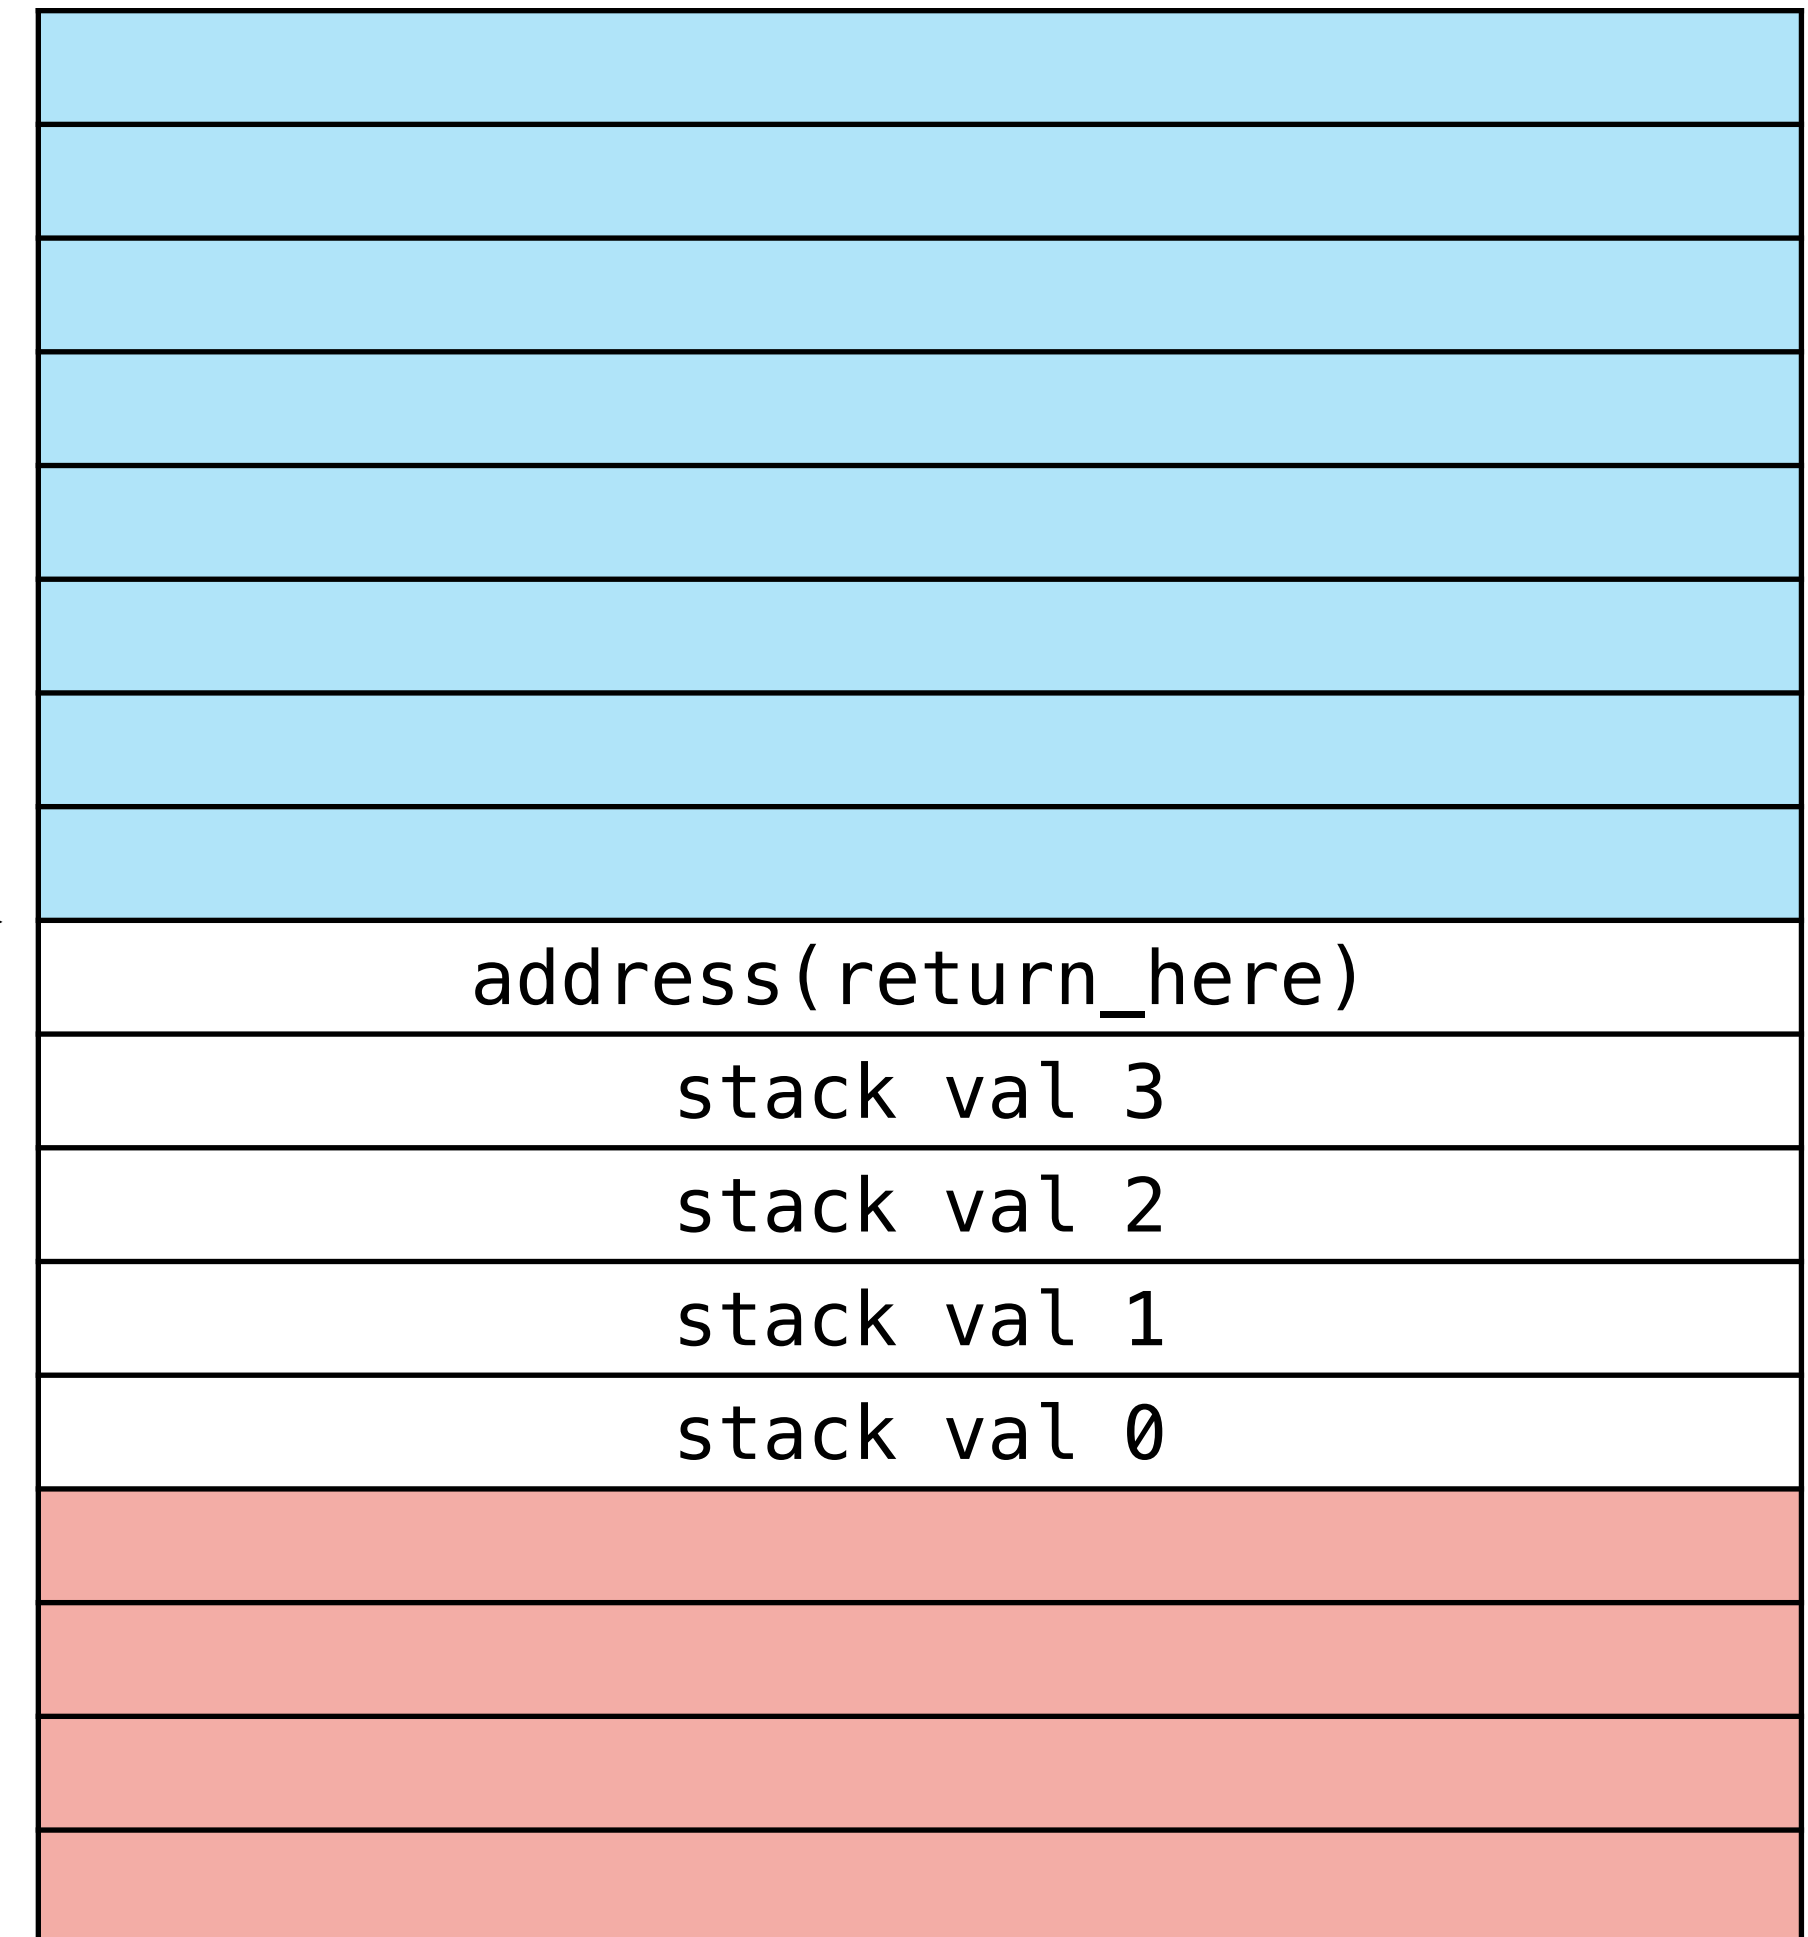 address(return_here)
stack val 3
stack val 2
stack val 1
stack val 0